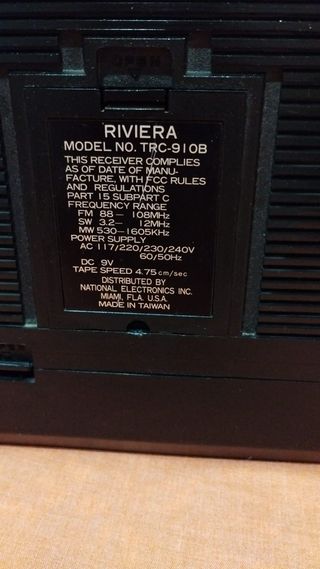 OPEN
RIVIERA
MODEL NO. TRC-910B
THIS RECEIVER COMPLIES
AS OF DATE OF MANU-
FACTURE, WITH FCC RULES
AND REGULATIONS
PART 15 SUBPART C
FREQUENCY RANGE
FM 88- 108MHz
SW 3.2- 12MHz
MW 530-1605KHz
POWER SUPPLY
AC 117/220/230/240V
60/50Hz
DC 9V
TAPE SPEED 4.75cm/sec
DISTRIBUTED BY
NATIONAL ELECTRONICS INC.
MIAMI, FLA. U.S.A.
MADE IN TAIWAN